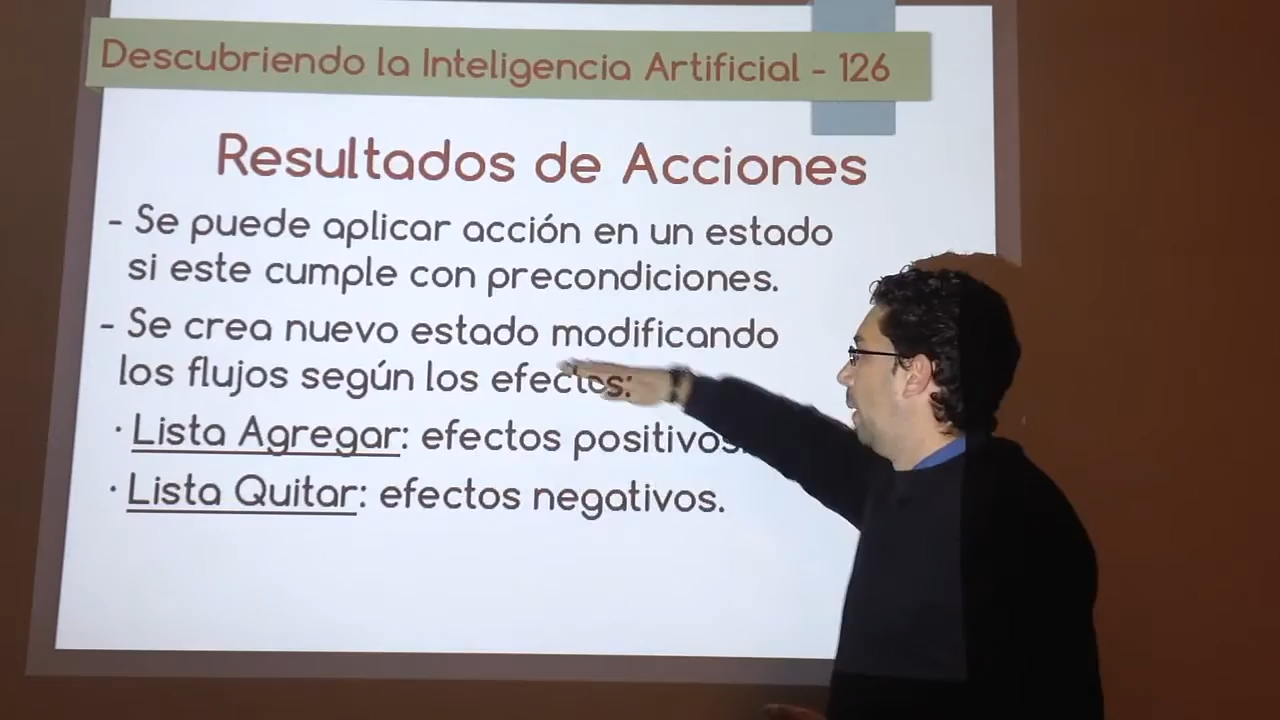 Descubriendo la Inteligencia Artificial - 126
Resultados de Acciones
- Se puede aplicar acción en un estado
si este cumple con precondiciones.
- Se crea nuevo estado modificando
los flujos según los efectos:
· Lista Agregar: efectos positivos.
· Lista Quitar: efectos negativos.